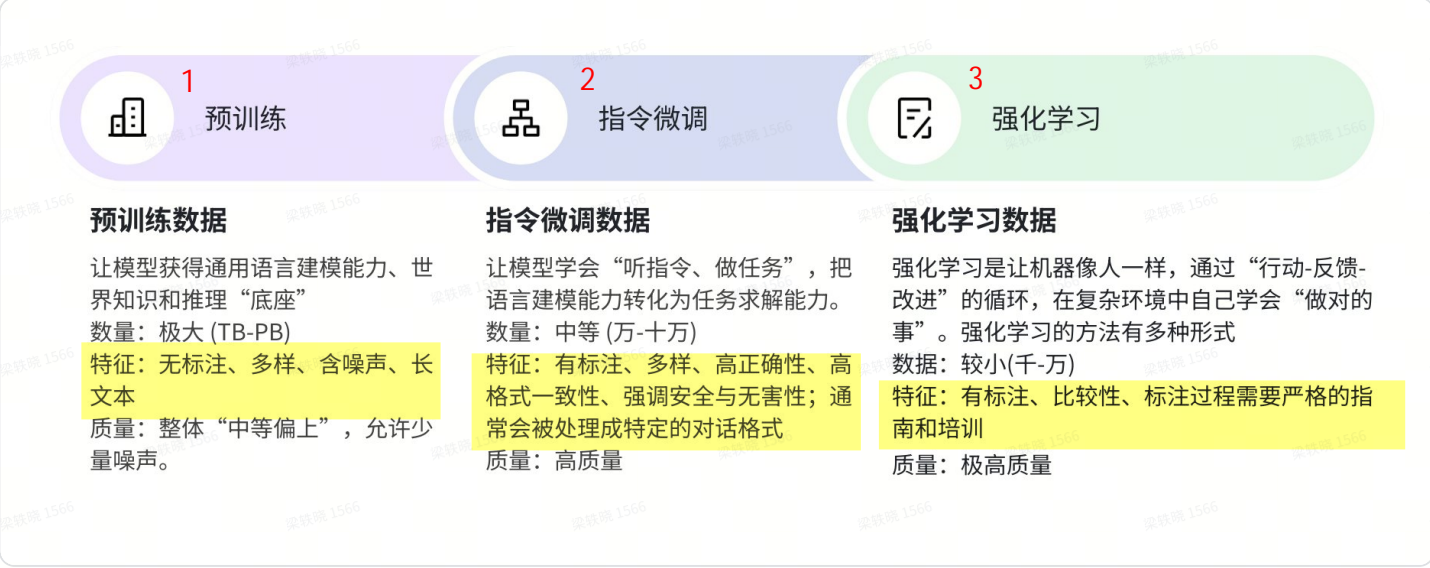 1
预训练
2
指令微调
3
强化学习
预训练数据
让模型获得通用语言建模能力、世
界知识和推理“底座”
数量：极大 (TB-PB)
特征：无标注、多样、含噪声、长
文本
质量：整体“中等偏上”，允许少
量噪声。
指令微调数据
让模型学会“听指令、做任务”，把
语言建模能力转化为任务求解能力。
数量：中等 (万-十万)
特征：有标注、多样、高正确性、高
格式一致性、强调安全与无害性；通
常会被处理成特定的对话格式
质量：高质量
强化学习数据
强化学习是让机器像人一样，通过“行动-反馈-
改进”的循环，在复杂环境中自己学会“做对的
事”。强化学习的方法有多种形式
数据：较小(千-万)
特征：有标注、比较性、标注过程需要严格的指
南和培训
质量：极高质量